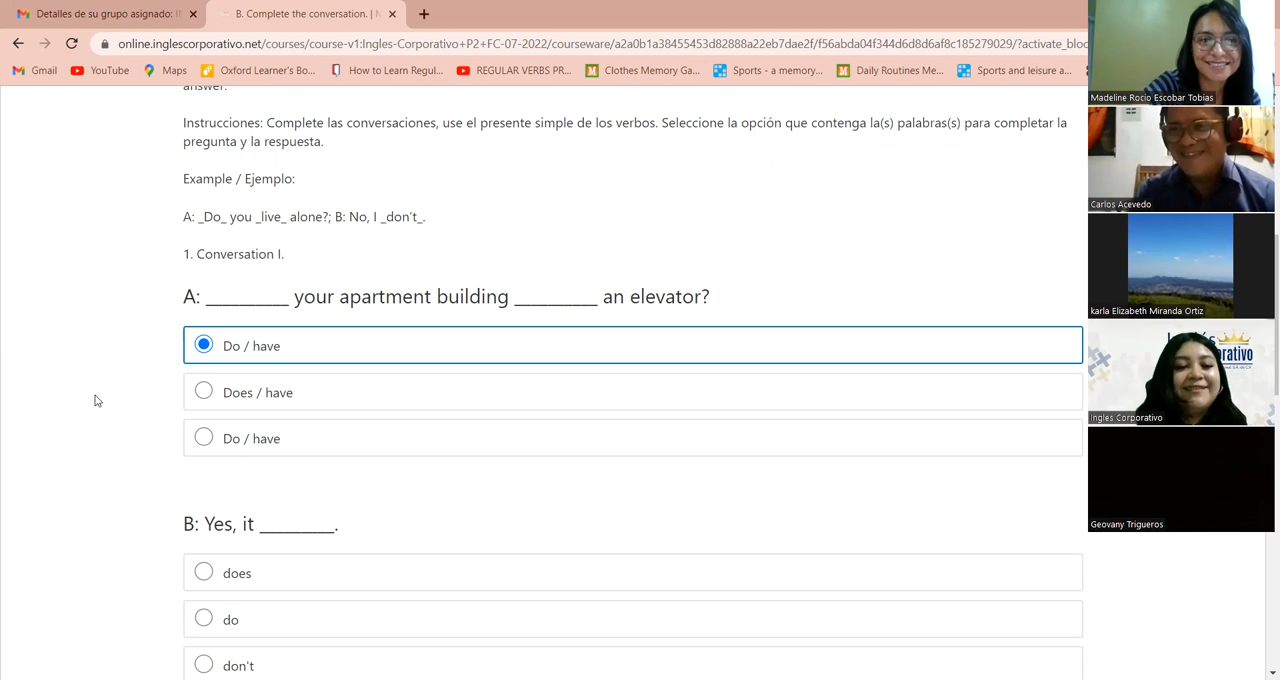 Detalles de su grupo asignado: I
B. Complete the conversation. |
online.inglescorporativo.net/courses/course-v1:Ingles-Corporativo+P2+FC-07-2022/courseware/a2a0b1a38455453d82888a22eb7dae2f/f56abda04f344d6d8d6af8c185279029/?activate_bloc
Gmail YouTube Maps Oxford Learner's Bo... How to Learn Regul... REGULAR VERBS PR... Clothes Memory Ga... Sports - a memory... Daily Routines Me... Sports and leisure a...
answer.
Instrucciones: Complete las conversaciones, use el presente simple de los verbos. Seleccione la opción que contenga la(s) palabras(s) para completar la
pregunta y la respuesta.
Example / Ejemplo:
A: _Do_ you _live_ alone?; B: No, I _don't_.
1. Conversation I.
A: __________ your apartment building __________ an elevator?
Do / have
Does / have
Do / have
B: Yes, it _________.
does
do
don't
Madeline Rocio Escobar Tobias
Carlos Acevedo
karla Elizabeth Miranda Ortiz
Ingles Corporativo
Geovany Trigueros